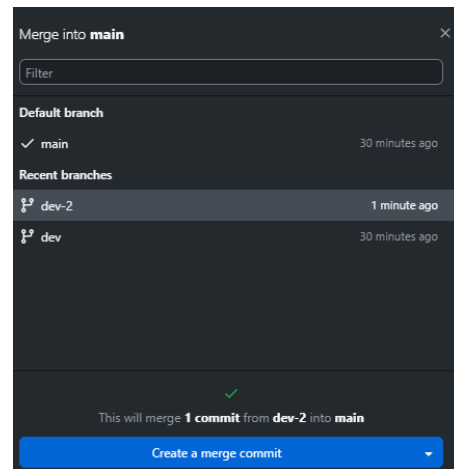 Merge into main
Filter
Default branch
main 30 minutes ago
Recent branches
dev-2 1 minute ago
dev 30 minutes ago
This will merge 1 commit from dev-2 into main
Create a merge commit